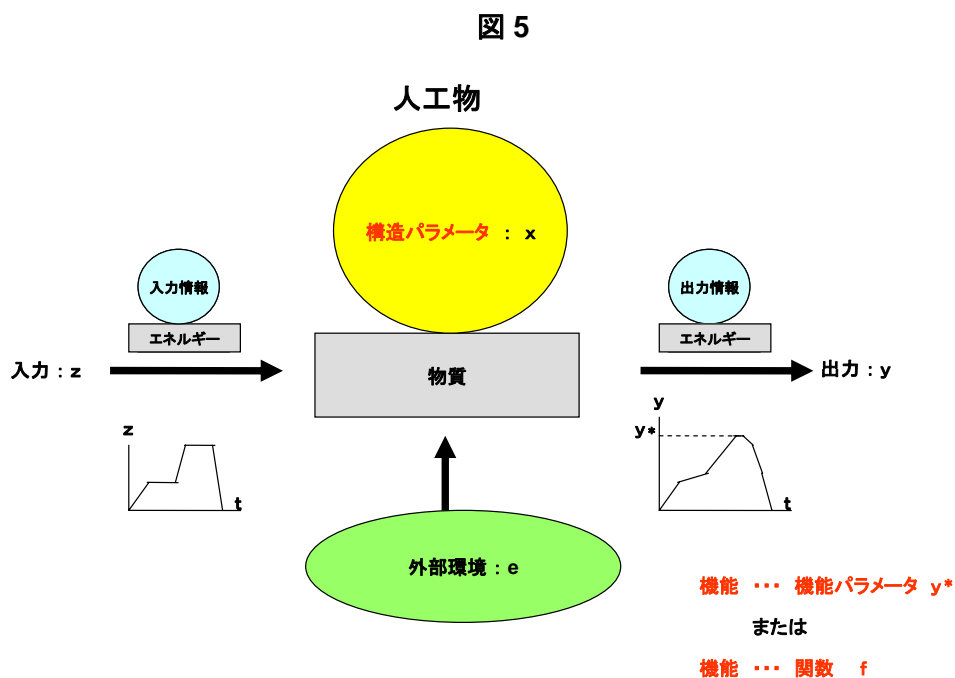 図 5
人工物
構造パラメータ ： x
入力情報
出力情報
エネルギー
エネルギー
入力：z
物質
出力：y
z
t
y
y*
t
外部環境：e
機能 ・・・ 機能パラメータ y*
または
機能 ・・・ 関数 f